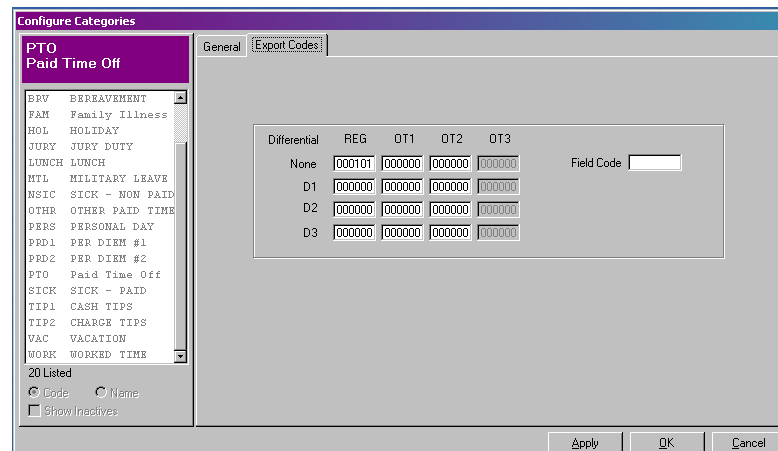 Configure Categories
PTO
Paid Time Off
BRV BEREAVEMENT
FAM Family Illness
HOL HOLIDAY
JURY JURY DUTY
LUNCH LUNCH
MTL MILITARY LEAVE
NSIC SICK - NON PAID
OTHR OTHER PAID TIME
PERS PERSONAL DAY
PRD1 PER DIEM #1
PRD2 PER DIEM #2
PTO Paid Time Off
SICK SICK - PAID
TIP1 CASH TIPS
TIP2 CHARGE TIPS
VAC VACATION
WORK WORKED TIME
20 Listed
Code Name
Show Inactives
General Export Codes
Differential REG OT1 OT2 OT3
None 000101 000000 000000 000000 Field Code
D1 000000 000000 000000 000000
D2 000000 000000 000000 000000
D3 000000 000000 000000 000000
Apply OK Cancel